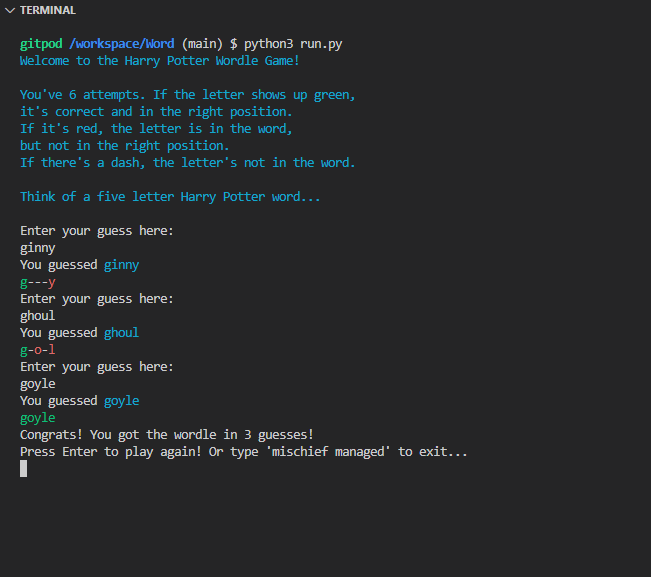 TERMINAL
gitpod /workspace/Word (main) $ python3 run.py
Welcome to the Harry Potter Wordle Game!
You've 6 attempts. If the letter shows up green,
it's correct and in the right position.
If it's red, the letter is in the word,
but not in the right position.
If there's a dash, the letter's not in the word.
Think of a five letter Harry Potter word...
Enter your guess here:
ginny
You guessed ginny
g---y
Enter your guess here:
ghoul
You guessed ghoul
g-o-l
Enter your guess here:
goyle
You guessed goyle
goyle
Congrats! You got the wordle in 3 guesses!
Press Enter to play again! Or type 'mischief managed' to exit...